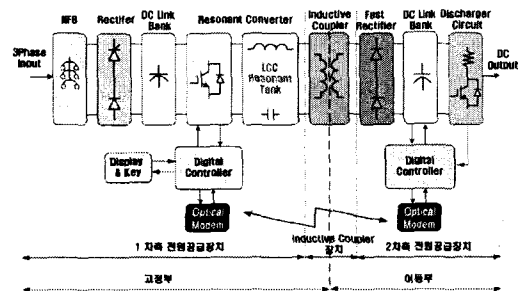 MFB
Rectifer
DC Link
Bank
Resonant Converter
Inductive
Coupler
Fast
Rectifier
DC Link
Bank
Discharger
Circuit
3Phase
Input
LCC
Resonant
Tank
DC
Output
Display
& Key
Digital
Controller
Digital
Controller
Optical
Modem
Optical
Modem
1 차측 전원공급장치
Inductive Coupler
장치
2차측 전원공급장치
고정부
이동부